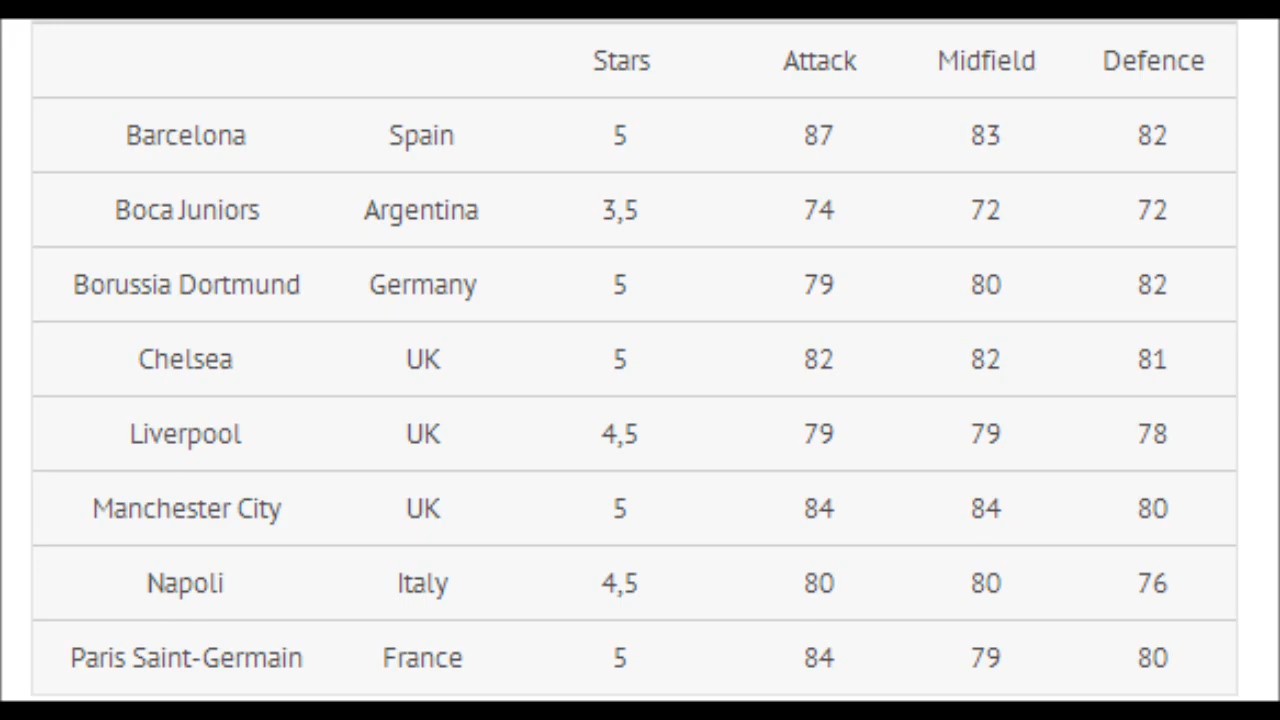 Stars Attack Midfield Defence
Barcelona Spain 5 87 83 82
Boca Juniors Argentina 3,5 74 72 72
Borussia Dortmund Germany 5 79 80 82
Chelsea UK 5 82 82 81
Liverpool UK 4,5 79 79 78
Manchester City UK 5 84 84 80
Napoli Italy 4,5 80 80 76
Paris Saint-Germain France 5 84 79 80